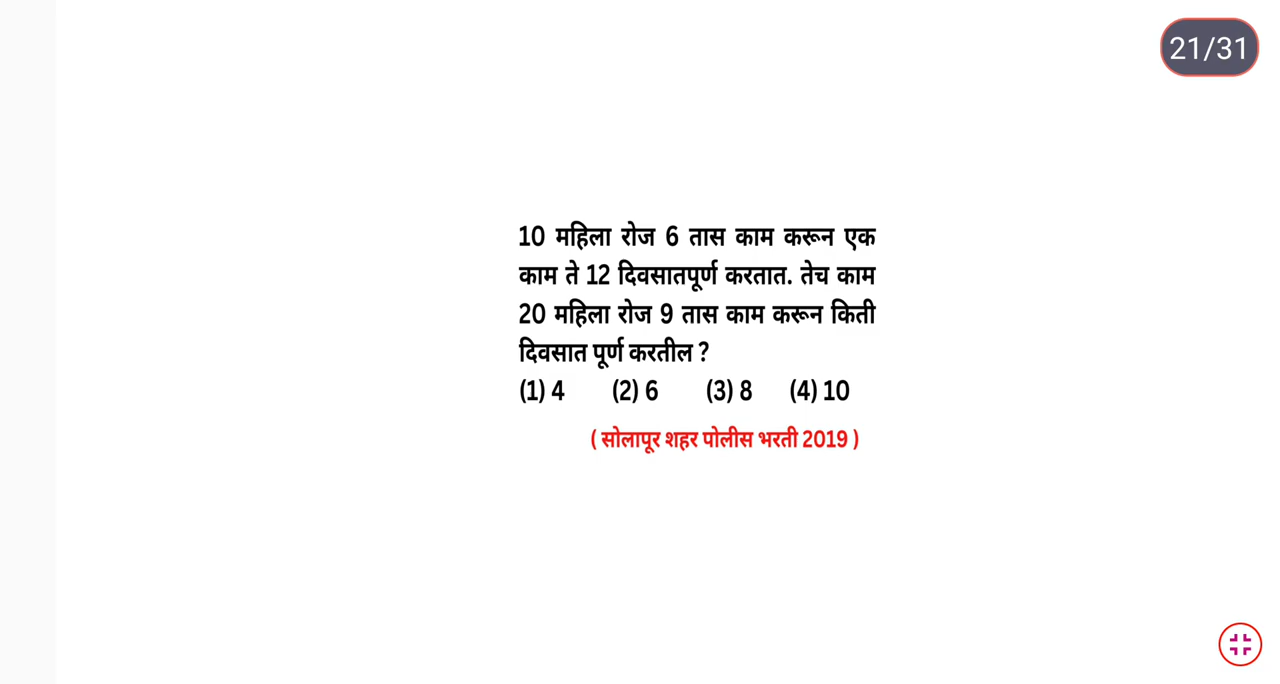 21/31
10 महिला रोज 6 तास काम करून एक
काम ते 12 दिवसातपूर्ण करतात. तेच काम
20 महिला रोज 9 तास काम करून किती
दिवसात पूर्ण करतील ?
(1) 4 (2) 6 (3) 8 (4) 10
( सोलापूर शहर पोलीस भरती 2019 )